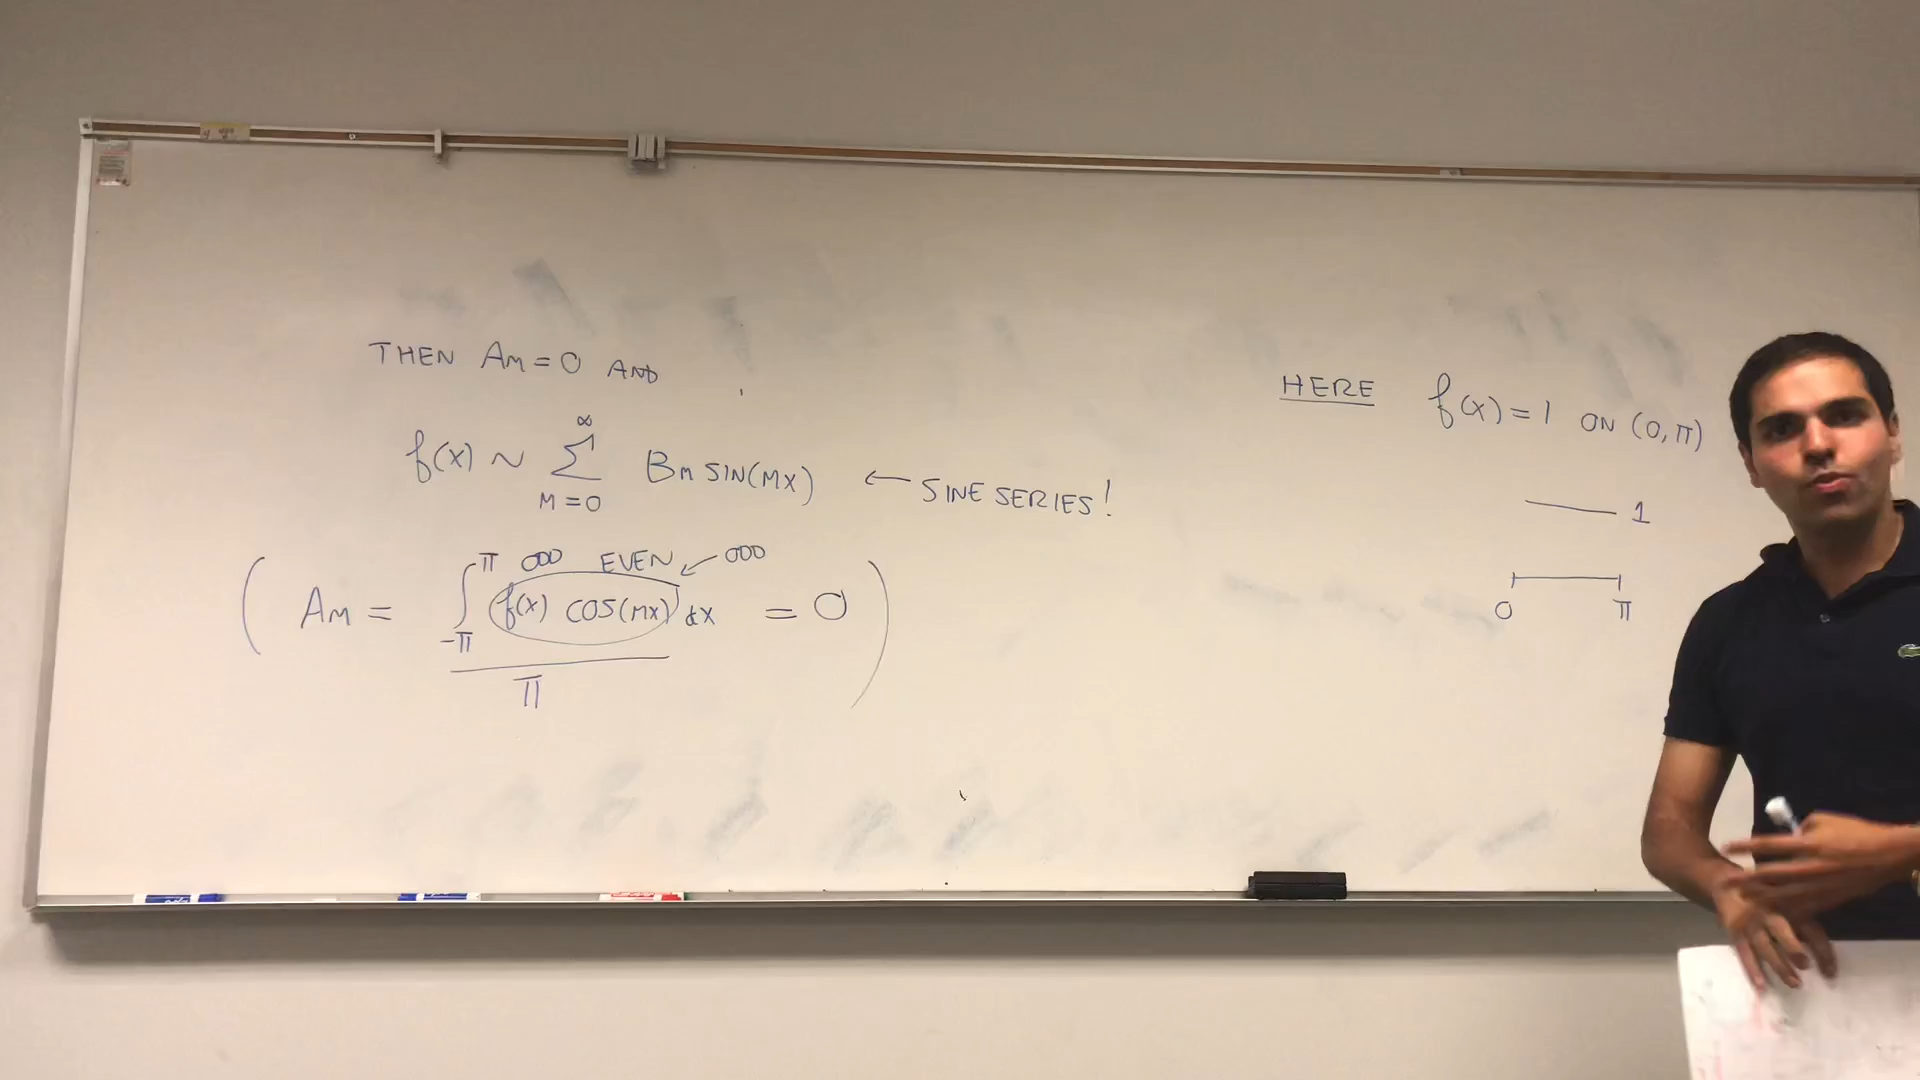 THEN Am = 0 AND
f(x) ~ ∞ Σ M=0 Bm SIN(MX) ← SINE SERIES!
ODD EVEN ↙ ODD
( Am = ∫ π -π f(x) COS(MX) dx = 0 )
π
HERE f(x) = 1 ON (0, π)
1
0 π